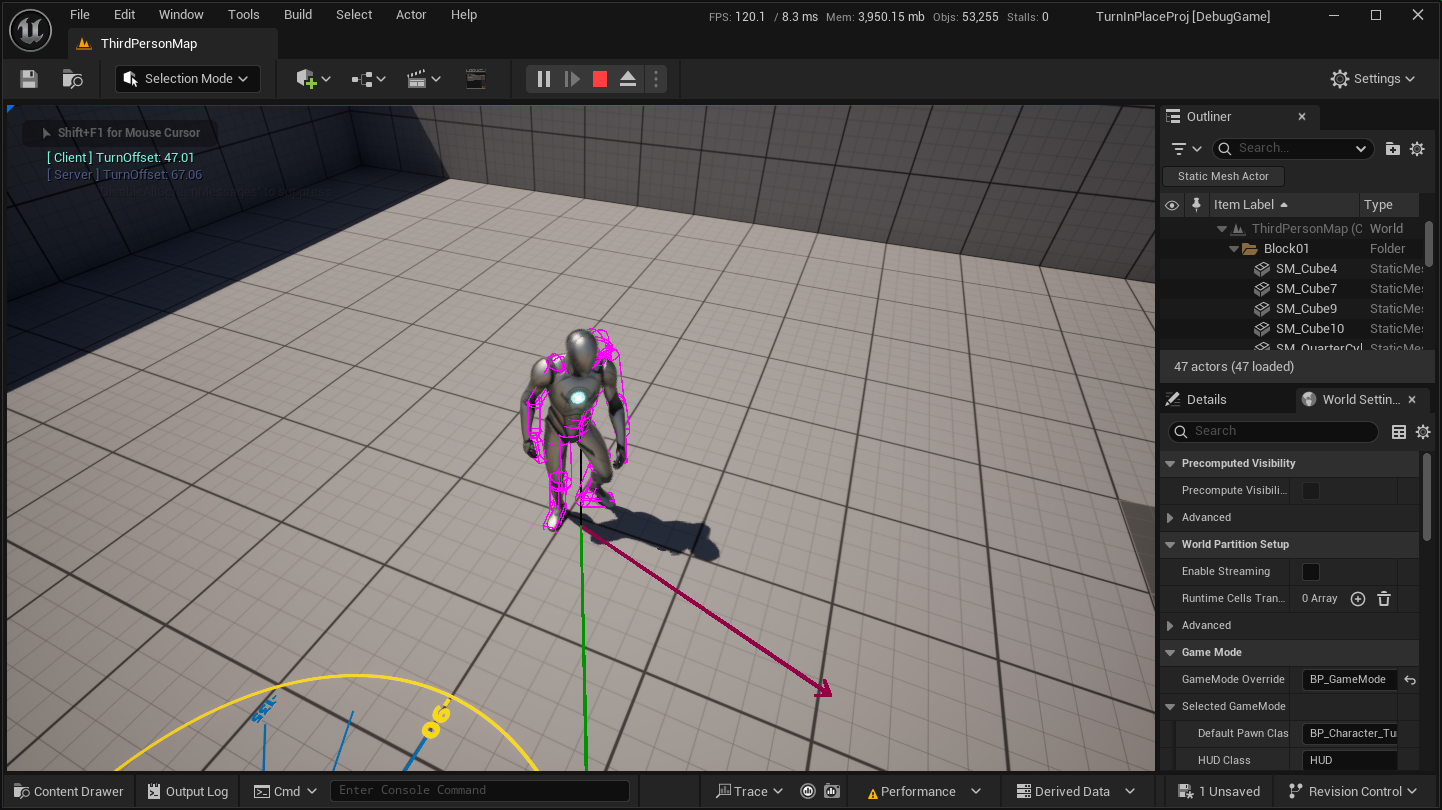 File Edit Window Tools Build Select Actor Help
FPS: 120.1 / 8.3 ms Mem: 3,950.15 mb Objs: 53,255 Stalls: 0
TurnInPlaceProj [DebugGame]
ThirdPersonMap
Selection Mode
Settings
Shift+F1 for Mouse Cursor
[ Client ] TurnOffset: 47.01
[ Server ] TurnOffset: 67.06
90
Outliner
Search...
Static Mesh Actor
Item Label Type
ThirdPersonMap (C World
Block01 Folder
SM_Cube4 StaticMe
SM_Cube7 StaticMe
SM_Cube9 StaticMe
SM_Cube10 StaticMe
SM_QuarterCyl StaticMe
47 actors (47 loaded)
Details
World Settin...
Search
Precomputed Visibility
Precompute Visibili...
Advanced
World Partition Setup
Enable Streaming
Runtime Cells Tran... 0 Array
Advanced
Game Mode
GameMode Override BP_GameMode
Selected GameMode
Default Pawn Clas BP_Character_Tu
HUD Class HUD
Content Drawer
Output Log
Cmd
Enter Console Command
Trace
Performance
Derived Data
1 Unsaved
Revision Control